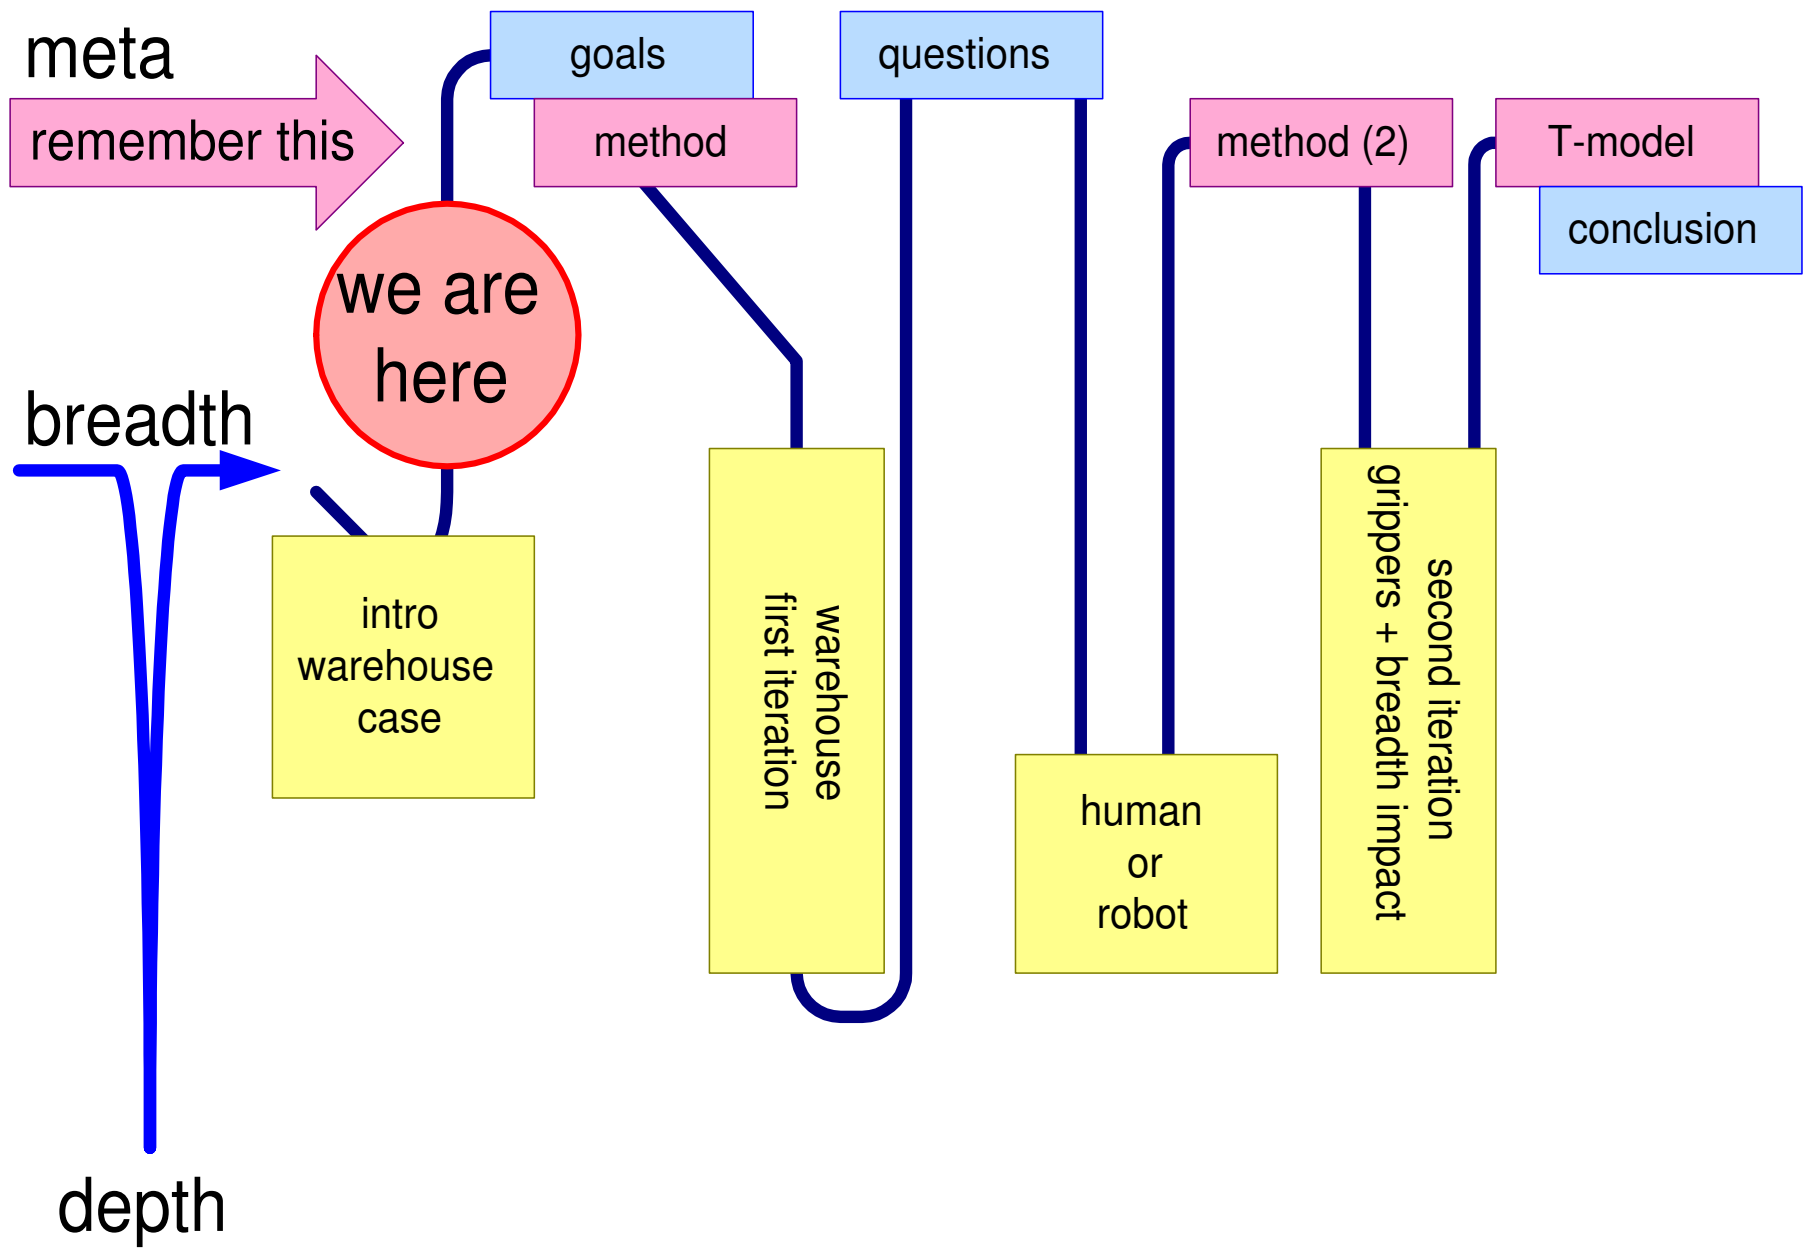 meta
remember this
goals
method
questions
method (2)
T-model
conclusion
we are
here
breadth
depth
intro
warehouse
case
warehouse
first iteration
human
or
robot
second iteration
grippers + breadth impact